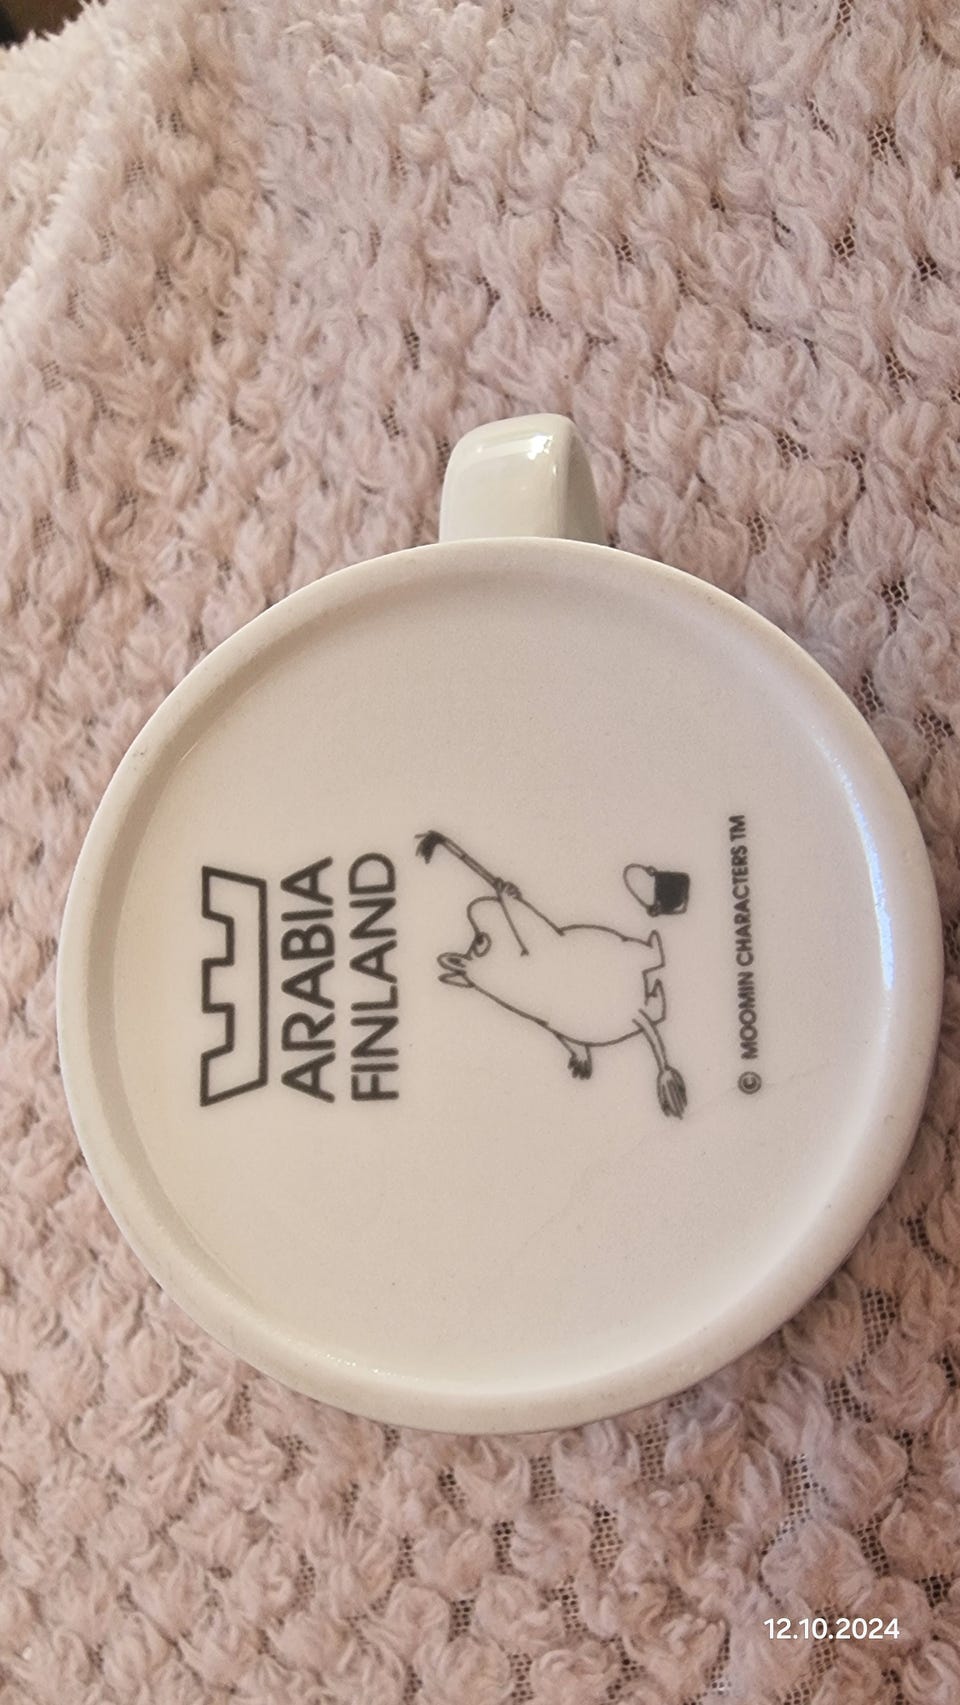 ARABIA
FINLAND
© MOOMIN CHARACTERS TM
12.10.2024